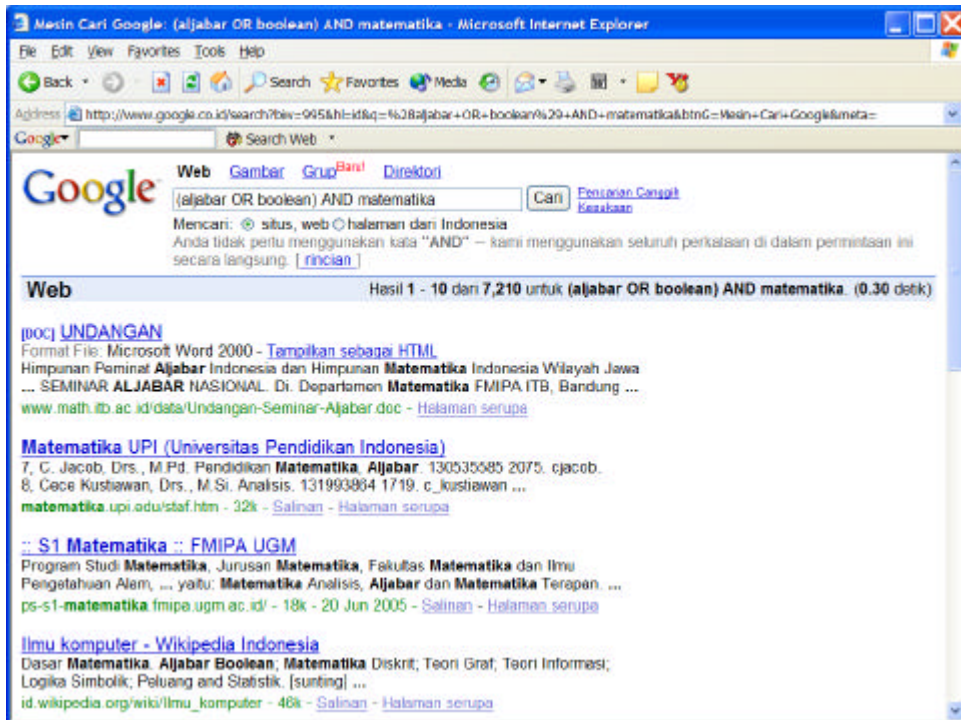 Mesin Cari Google: (aljabar OR boolean) AND matematika - Microsoft Internet Explorer
File Edit View Favorites Tools Help
Back Search Favorites Media
Address http://www.google.co.id/search?biw=995&hl=id&q=%28aljabar+OR+boolean%29+AND+matematika&btnG=Mesin+Cari+Google&meta=
Google Search Web
Web Gambar Grup Baru! Direktori
Google
(aljabar OR boolean) AND matematika Cari Pencarian Canggih
Kesukaan
Mencari: situs, web halaman dari Indonesia
Anda tidak perlu menggunakan kata "AND" -- kami menggunakan seluruh perkataan di dalam permintaan ini
secara langsung. [ rincian ]
Web Hasil 1 - 10 dari 7,210 untuk (aljabar OR boolean) AND matematika. (0.30 detik)
[DOC] UNDANGAN
Format File: Microsoft Word 2000 - Tampilkan sebagai HTML
Himpunan Peminat Aljabar Indonesia dan Himpunan Matematika Indonesia Wilayah Jawa
... SEMINAR ALJABAR NASIONAL. Di. Departemen Matematika FMIPA ITB, Bandung ...
www.math.itb.ac.id/data/Undangan-Seminar-Aljabar.doc - Halaman serupa
Matematika UPI (Universitas Pendidikan Indonesia)
7, C. Jacob, Drs., M.Pd. Pendidikan Matematika, Aljabar. 130535585 2075. cjacob.
8, Cece Kustiawan, Drs., M.Si. Analisis. 131993864 1719. c_kustiawan ...
matematika.upi.edu/staf.htm - 32k - Salinan - Halaman serupa
:: S1 Matematika :: FMIPA UGM
Program Studi Matematika, Jurusan Matematika, Fakultas Matematika dan Ilmu
Pengetahuan Alam, ... yaitu: Matematika Analisis, Aljabar dan Matematika Terapan. ...
ps-s1-matematika.fmipa.ugm.ac.id/ - 18k - 20 Jun 2005 - Salinan - Halaman serupa
Ilmu komputer - Wikipedia Indonesia
Dasar Matematika. Aljabar Boolean; Matematika Diskrit; Teori Graf; Teori Informasi;
Logika Simbolik; Peluang and Statistik. [sunting] ...
id.wikipedia.org/wiki/Ilmu_komputer - 46k - Salinan - Halaman serupa